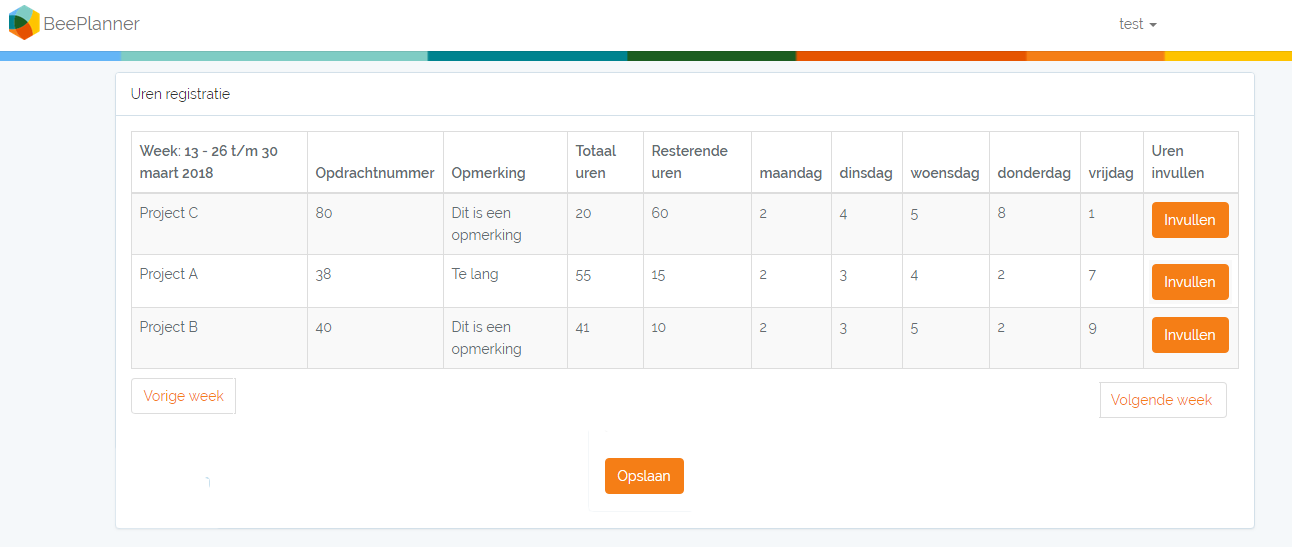 BeePlanner
test
Uren registratie
Week: 13 - 26 t/m 30
maart 2018
Opdrachtnummer
Opmerking
Totaal
uren
Resterende
uren
maandag
dinsdag
woensdag
donderdag
vrijdag
Uren
invullen
Project C
80
Dit is een
opmerking
20
60
2
4
5
8
1
Invullen
Project A
38
Te lang
55
15
2
3
4
2
7
Invullen
Project B
40
Dit is een
opmerking
41
10
2
3
5
2
9
Invullen
Vorige week
Volgende week
Opslaan